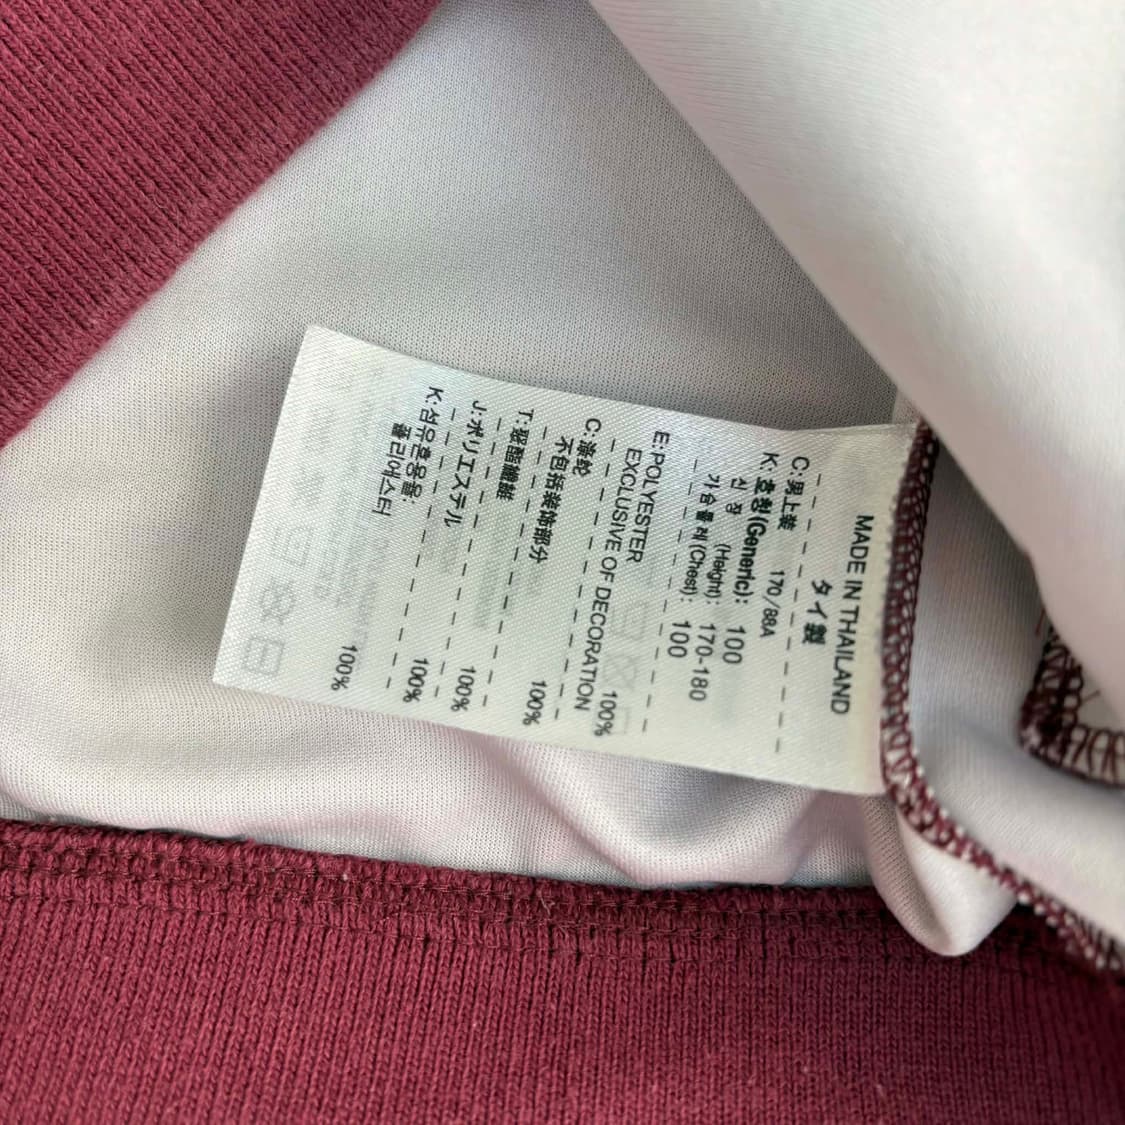 MADE IN THAILAND
タイ製
C:男上装 170/88A
K:호칭(Generic): 100
신장 (Height): 170-180
가슴둘레(Chest): 100
E:POLYESTER 100%
EXCLUSIVE OF DECORATION
C:涤纶 100%
不包括装饰部分
T:聚酯纖維 100%
J:ポリエステル 100%
K:섬유혼용율:
폴리에스터 100%